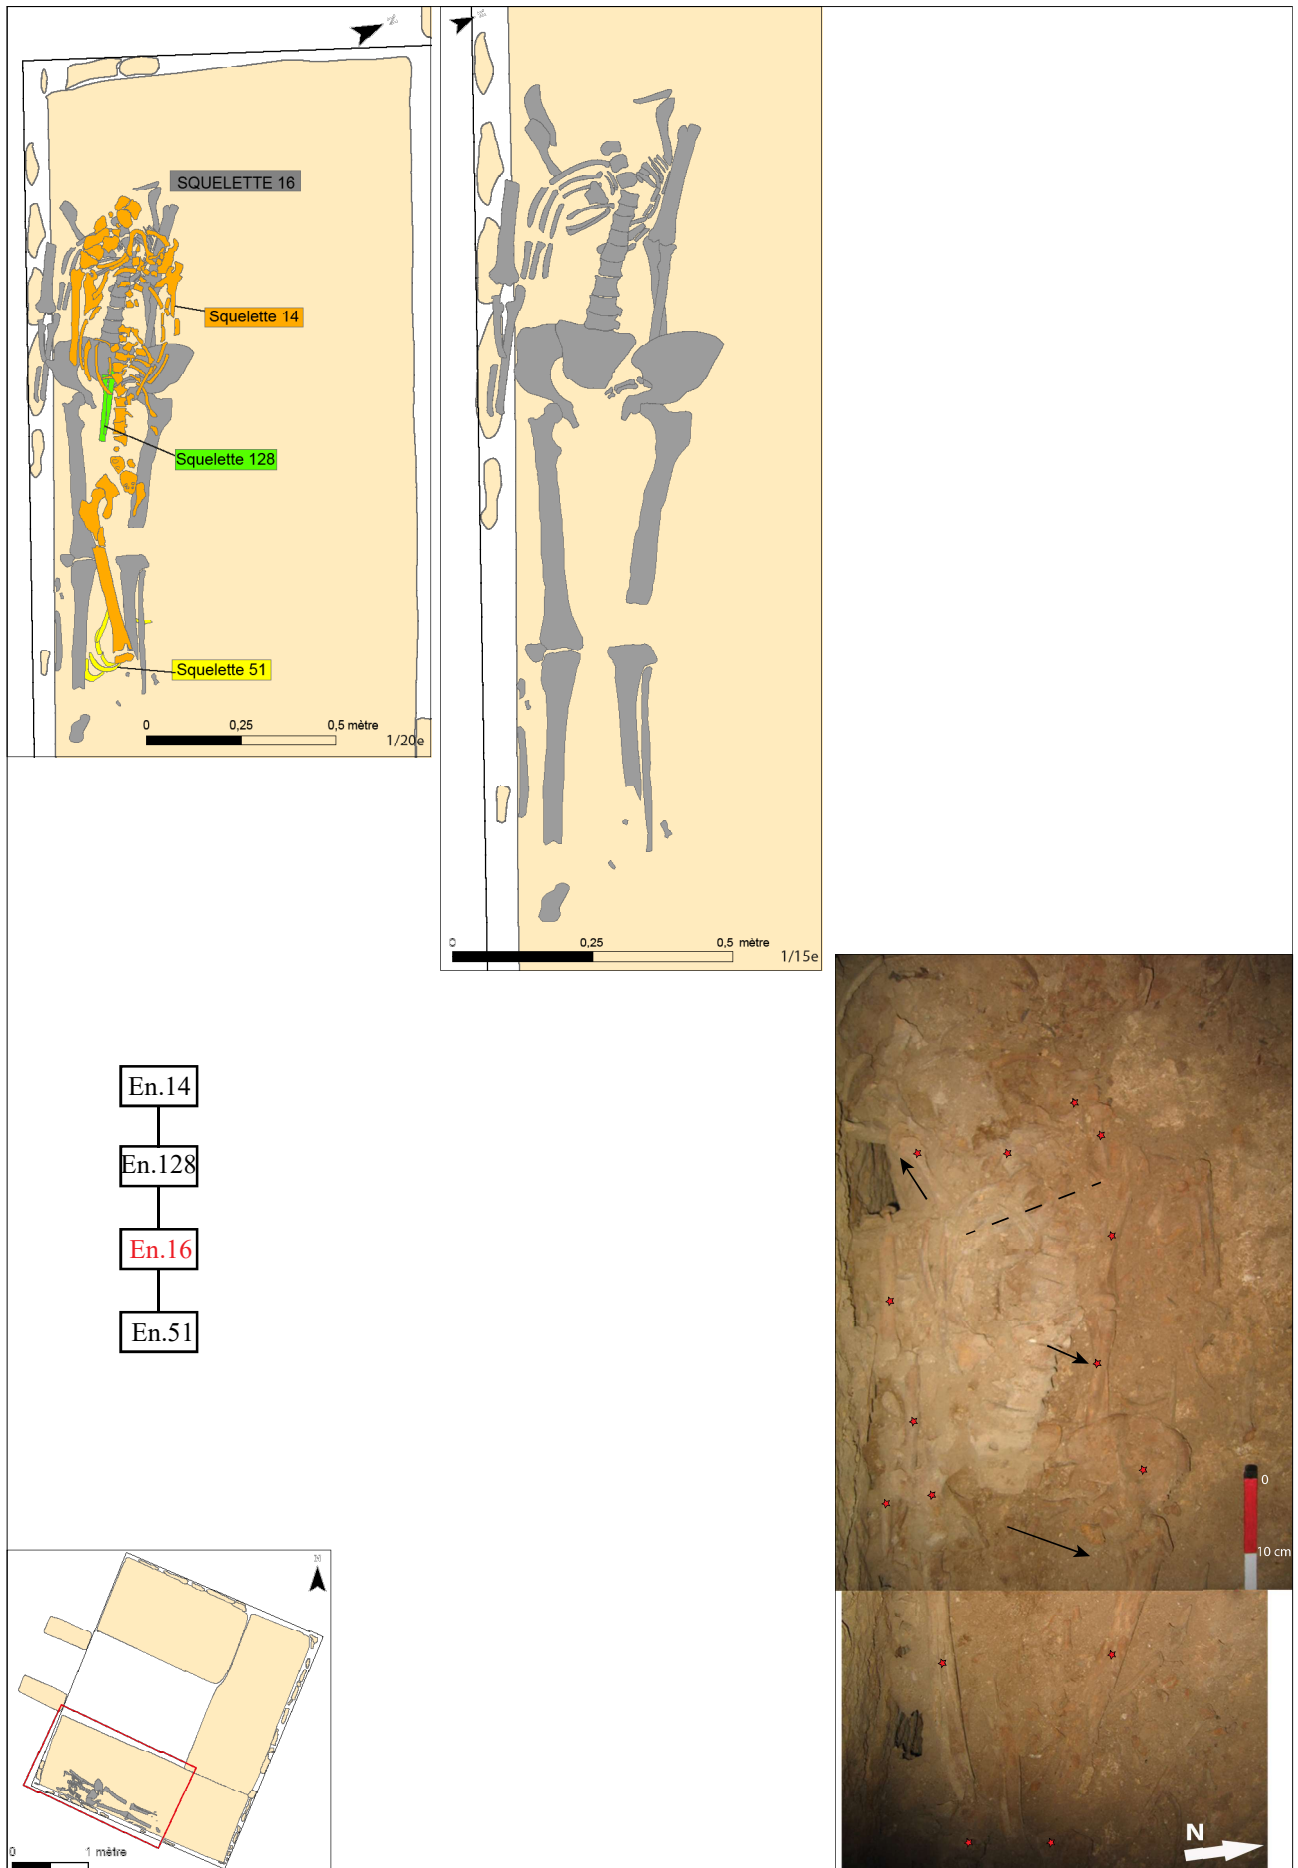 N
SQUELETTE 16
Squelette 14
Squelette 128
Squelette 51
0 0,25 0,5 mètre
1/20e
N
0 0,25 0,5 mètre
1/15e
En.14
En.128
En.16
En.51
0
10 cm
N
N
0 1 mètre